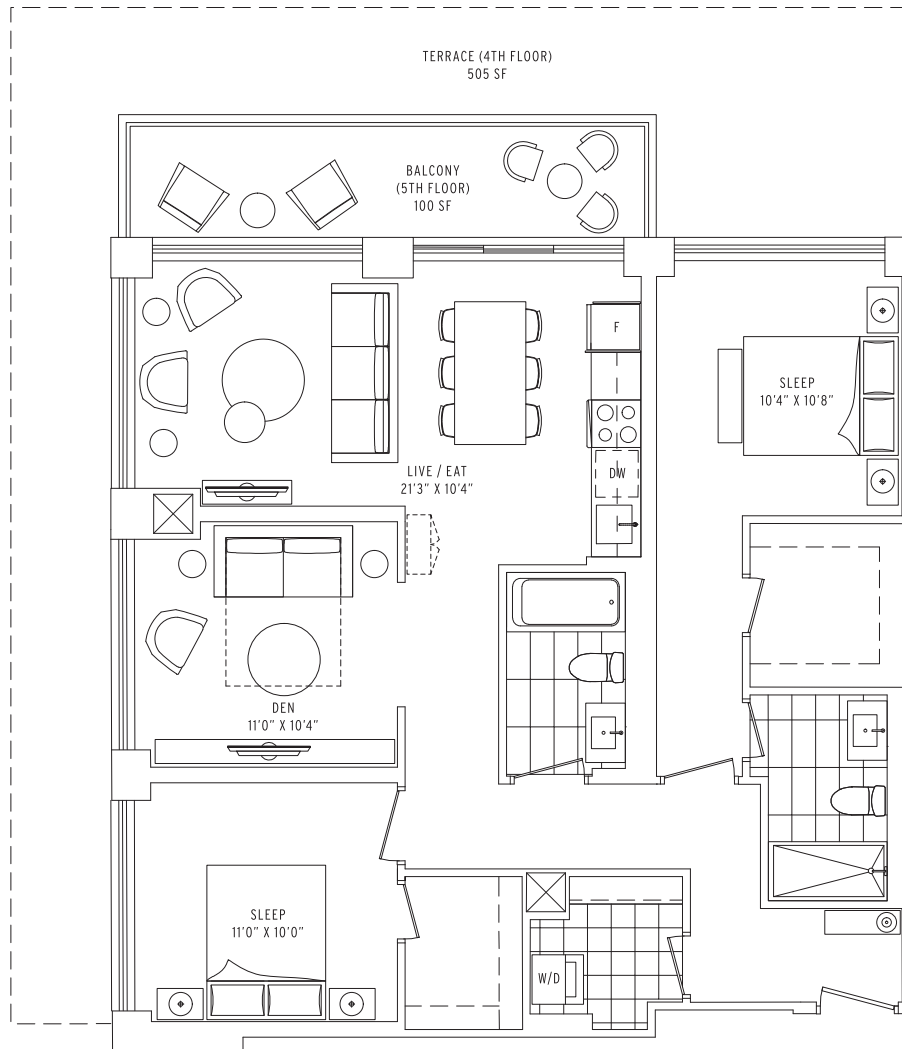 TERRACE (4TH FLOOR)
505 SF
BALCONY
(5TH FLOOR)
100 SF
F
SLEEP
10'4" X 10'8"
LIVE / EAT
21'3" X 10'4"
DW
DEN
11'0" X 10'4"
SLEEP
11'0" X 10'0"
W/D